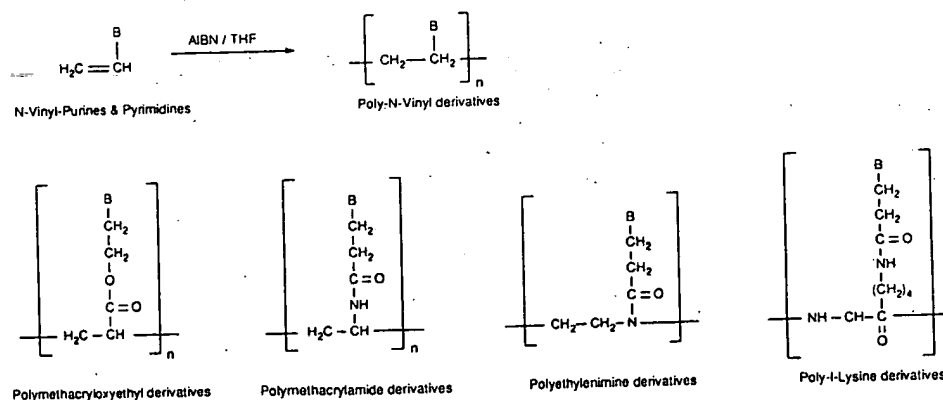 B
H₂C=CH
AIBN / THF
B
CH₂-CH₂
n
N-Vinyl-Purines & Pyrimidines
Poly-N-Vinyl derivatives
B
CH₂
CH₂
O
C=O
H₂C-CH
n
Polymethacryloxyethyl derivatives
B
CH₂
CH₂
C=O
NH
H₂C-CH
n
Polymethacrylamide derivatives
B
CH₂
CH₂
C=O
CH₂-CH₂-N
n
Polyethylenimine derivatives
B
CH₂
CH₂
C=O
NH
(CH₂)₄
NH-CH-C
O
n
Poly-l-Lysine derivatives